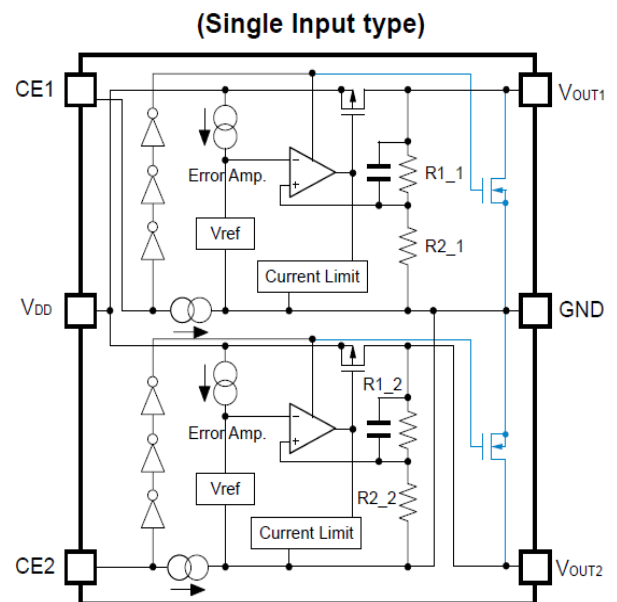 (Single Input type)
CE1
VOUT1
−
+
Error Amp.
R1_1
Vref
R2_1
Current Limit
VDD
GND
R1_2
−
+
Error Amp.
Vref
R2_2
Current Limit
CE2
VOUT2